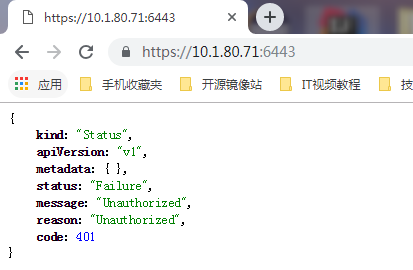 https://10.1.80.71:6443
https://10.1.80.71:6443
应用 手机收藏夹 开源镜像站 IT视频教程 技
{
kind: "Status",
apiVersion: "v1",
metadata: { },
status: "Failure",
message: "Unauthorized",
reason: "Unauthorized",
code: 401
}